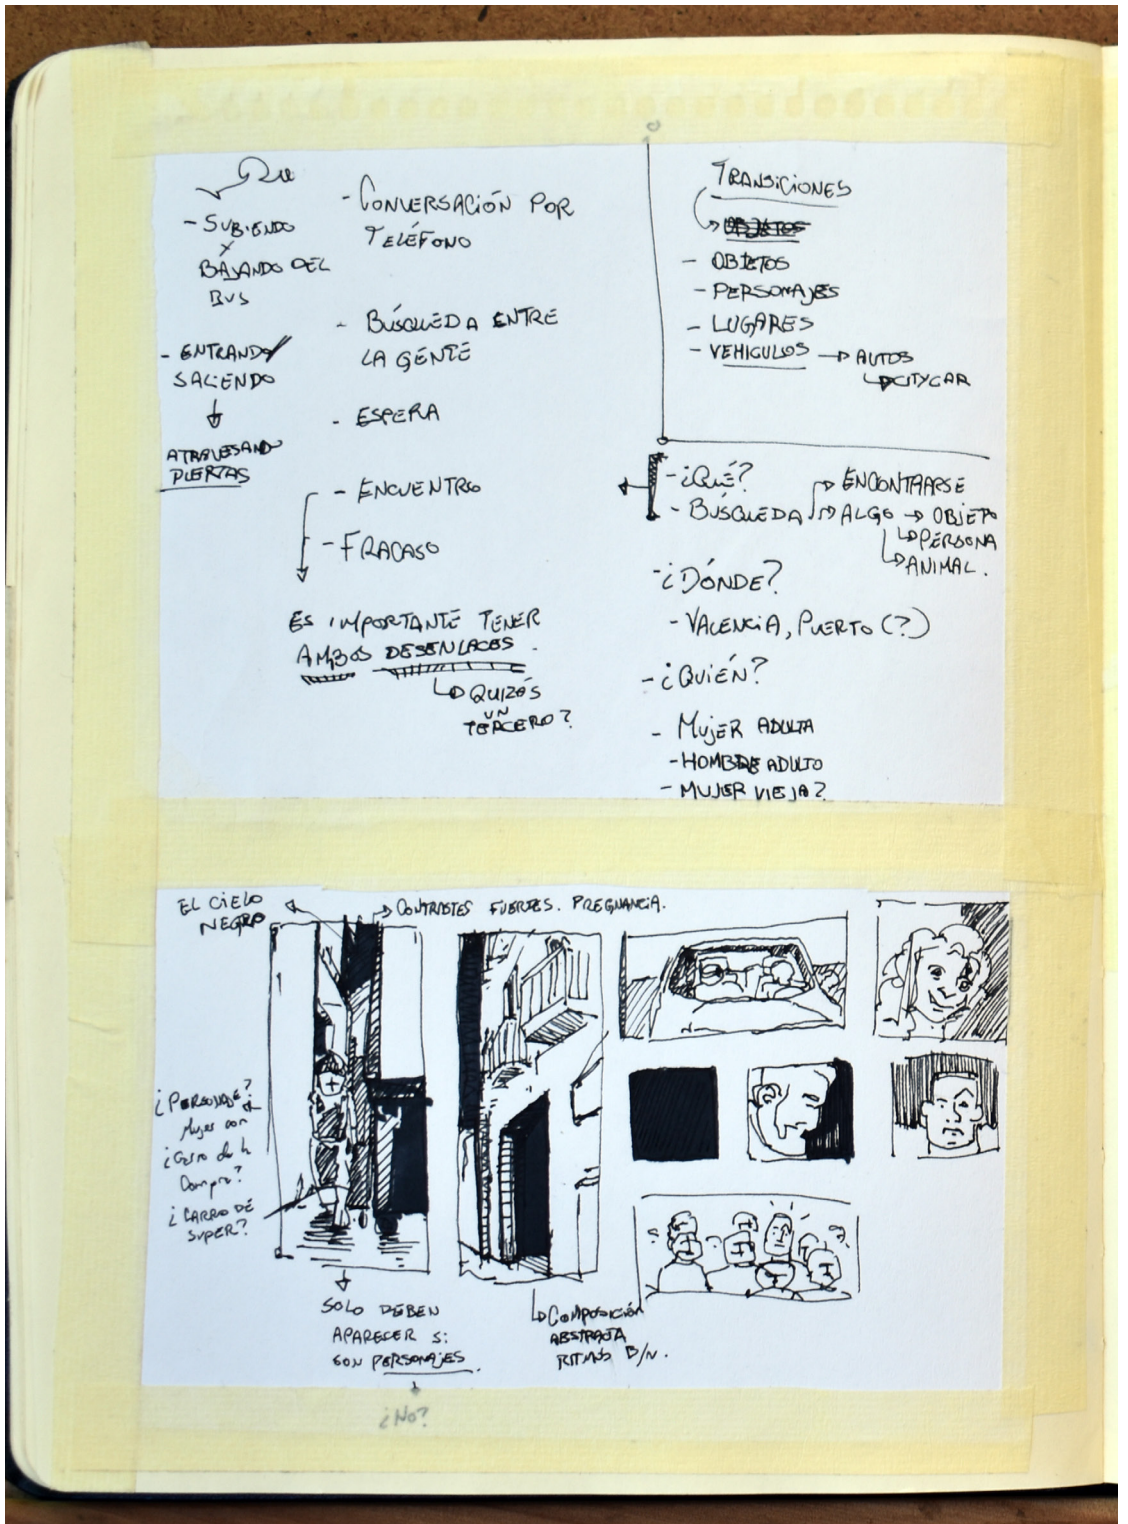 - SUBIENDO
Y
BAJANDO DEL
BUS
- ENTRANDO/
SALIENDO
ATRAVESANDO
PUERTAS
- CONVERSACIÓN POR
TELÉFONO
- BÚSQUEDA ENTRE
LA GENTE
- ESPERA
- ENCUENTRO
- FRACASO
ES IMPORTANTE TENER
AMBOS DESENLACES.
QUIZÁS
UN
TERCERO?
TRANSICIONES
OBJETOS
- OBJETOS
- PERSONAJES
- LUGARES
- VEHICULOS → AUTOS
CITYCAR
- ¿QUÉ?
- BÚSQUEDA → ENCONTRARSE
→ ALGO → OBJETO
PERSONA
ANIMAL.
- ¿DÓNDE?
- VALENCIA, PUERTO (?)
- ¿QUIÉN?
- MUJER ADULTA
- HOMBRE ADULTO
- MUJER VIEJA?
EL CIELO
NEGRO
CONTRASTES FUERTES. PREGNANCIA.
¿PERSONAJE?
Mujer con
¿Carro de la
Compra?
¿CARRO DE
SUPER?
SOLO DEBEN
APARECER SI
SON PERSONAJES.
¿No?
COMPOSICIÓN
ABSTRACTA
RITMOS B/N.